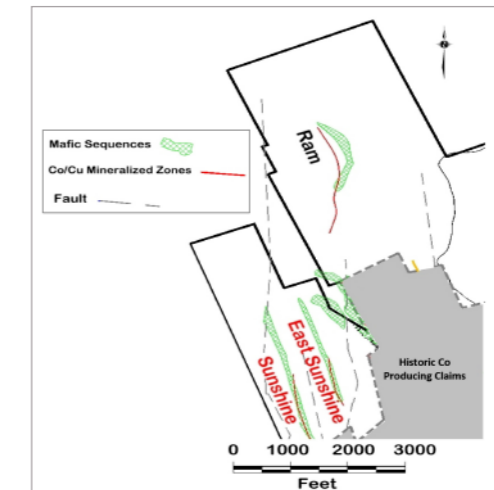 Ram
Mafic Sequences
Co/Cu Mineralized Zones
Fault
Sunshine
East Sunshine
Historic Co
Producing Claims
0 1000 2000 3000
Feet